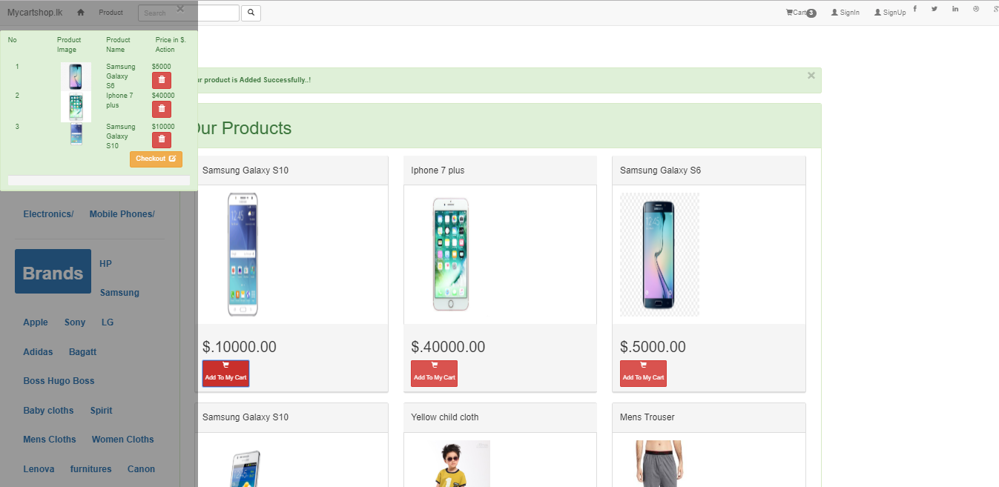 Mycartshop.lk Product Search Cart 3 SignIn SignUp
No Product Image Product Name Price in $. Action
1 Samsung Galaxy S6 $5000
2 Iphone 7 plus $40000
3 Samsung Galaxy S10 $10000
Checkout
ur product is Added Successfully..!
Our Products
Electronics/ Mobile Phones/
Brands HP
Samsung
Apple Sony LG
Adidas Bagatt
Boss Hugo Boss
Baby cloths Spirit
Mens Cloths Women Cloths
Lenova furnitures Canon
Samsung Galaxy S10 Iphone 7 plus Samsung Galaxy S6
$.10000.00 $.40000.00 $.5000.00
Add To My Cart Add To My Cart Add To My Cart
Samsung Galaxy S10 Yellow child cloth Mens Trouser